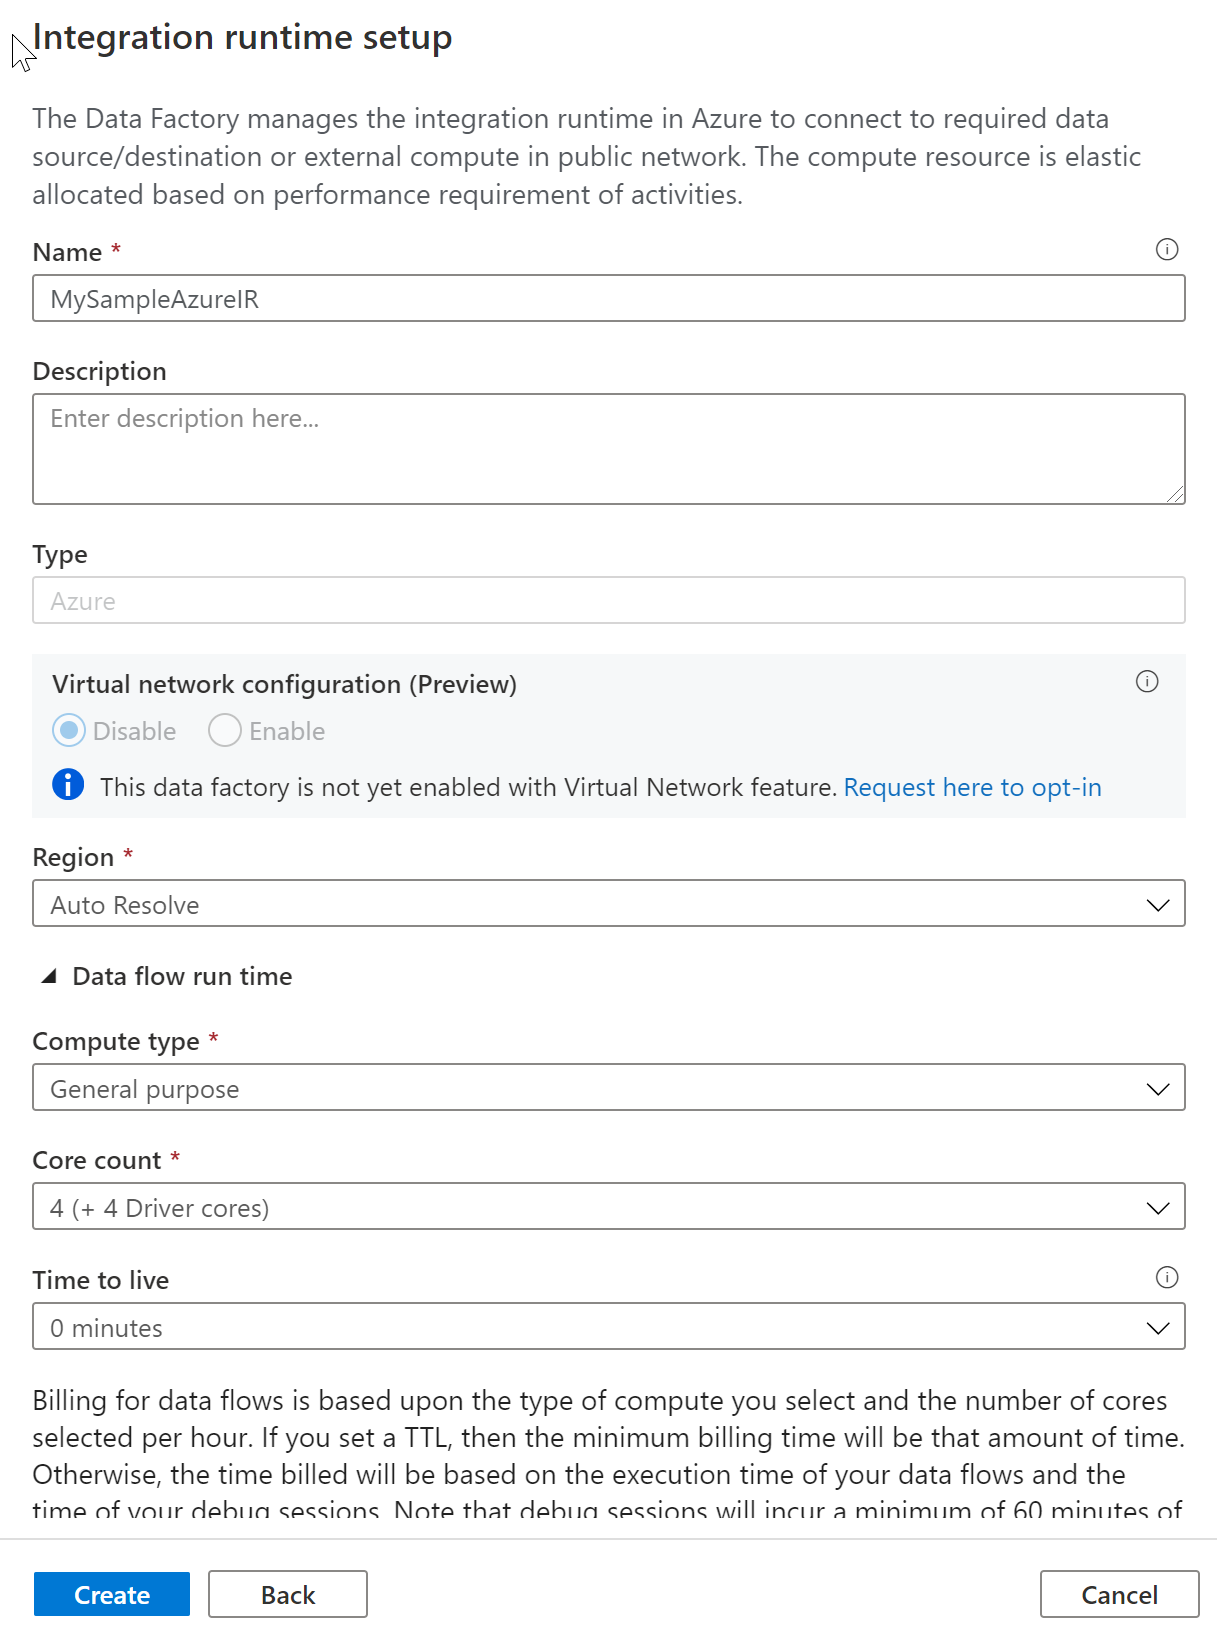 Integration runtime setup
The Data Factory manages the integration runtime in Azure to connect to required data
source/destination or external compute in public network. The compute resource is elastic
allocated based on performance requirement of activities.
Name *
MySampleAzureIR
Description
Enter description here...
Type
Azure
Virtual network configuration (Preview)
Disable Enable
This data factory is not yet enabled with Virtual Network feature. Request here to opt-in
Region *
Auto Resolve
Data flow run time
Compute type *
General purpose
Core count *
4 (+ 4 Driver cores)
Time to live
0 minutes
Billing for data flows is based upon the type of compute you select and the number of cores
selected per hour. If you set a TTL, then the minimum billing time will be that amount of time.
Otherwise, the time billed will be based on the execution time of your data flows and the
time of your debug sessions. Note that debug sessions will incur a minimum of 60 minutes of
Create Back Cancel